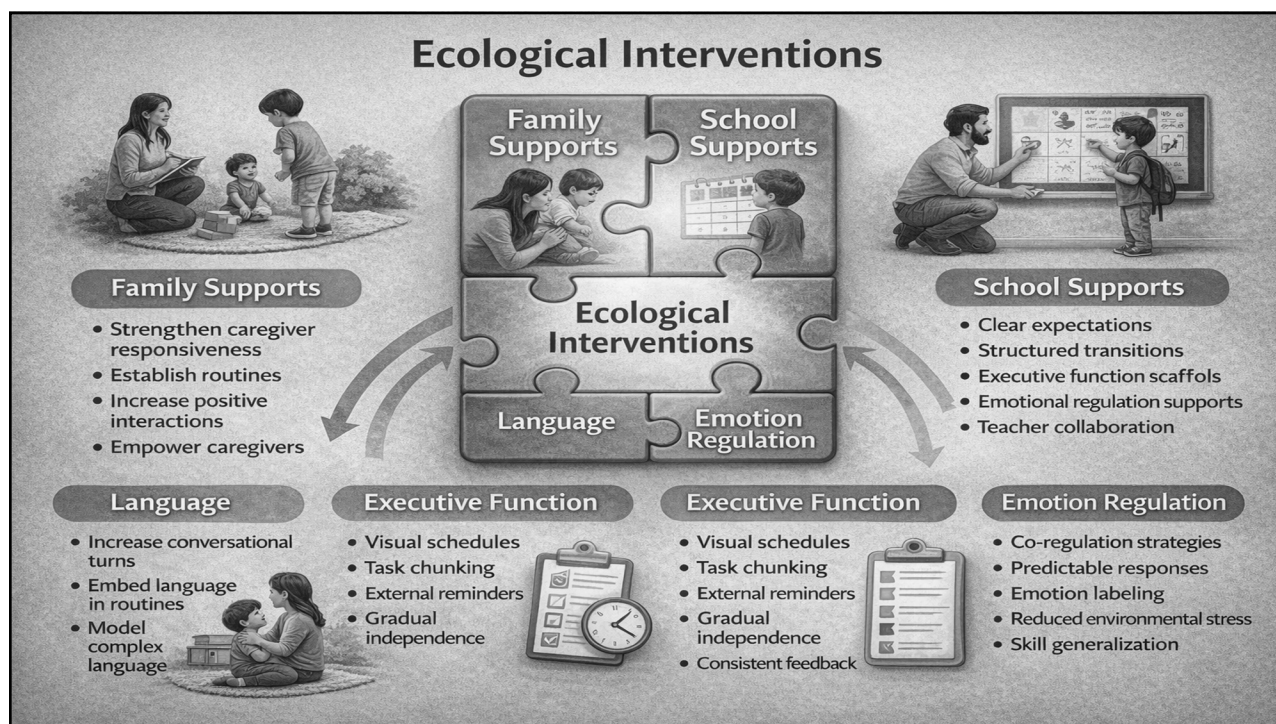 Ecological Interventions
Family
Supports
School
Supports
Ecological
Interventions
Language
Emotion
Regulation
Family Supports
• Strengthen caregiver
responsiveness
• Establish routines
• Increase positive
interactions
• Empower caregivers
School Supports
• Clear expectations
• Structured transitions
• Executive function scaffols
• Emotional regulation supports
• Teacher collaboration
Language
• Increase conversational
turns
• Embed language
in routines
• Model
complex
language
Executive Function
• Visual schedules
• Task chunking
• External reminders
• Gradual
independence
Executive Function
• Visual schedules
• Task chunking
• External reminders
• Gradual
independence
• Consistent feedback
Emotion Regulation
• Co-regulation strategies
• Predictable responses
• Emotion labeling
• Reduced environmental stress
• Skill generalization